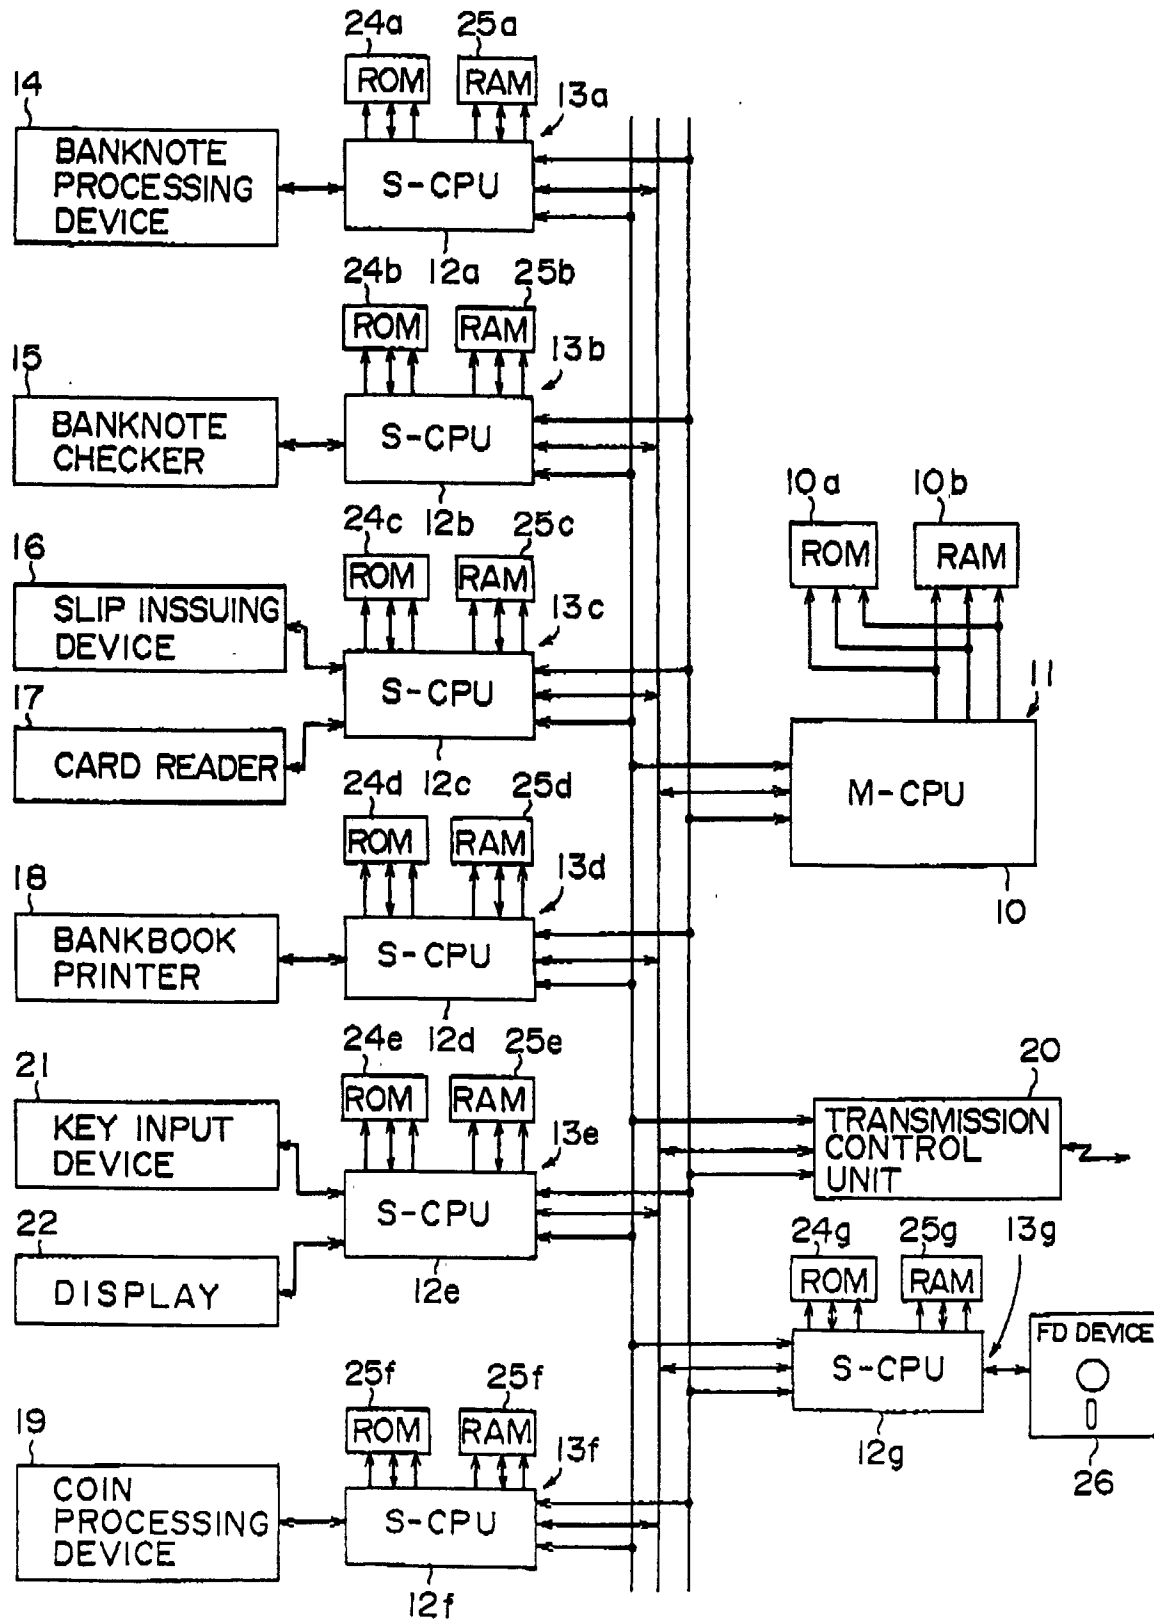 24a
25a
ROM
RAM
13a
14
BANKNOTE
PROCESSING
DEVICE
S-CPU
12a
24b
25b
ROM
RAM
13b
15
BANKNOTE
CHECKER
S-CPU
12b
24c
25c
ROM
RAM
13c
16
SLIP INSSUING
DEVICE
S-CPU
17
CARD READER
12c
10a
10b
ROM
RAM
11
M-CPU
10
24d
25d
ROM
RAM
13d
18
BANKBOOK
PRINTER
S-CPU
12d
24e
25e
ROM
RAM
13e
21
KEY INPUT
DEVICE
S-CPU
22
DISPLAY
12e
20
TRANSMISSION
CONTROL
UNIT
24g
25g
13g
ROM
RAM
FD DEVICE
S-CPU
12g
26
25f
25f
ROM
RAM
13f
19
COIN
PROCESSING
DEVICE
S-CPU
12f